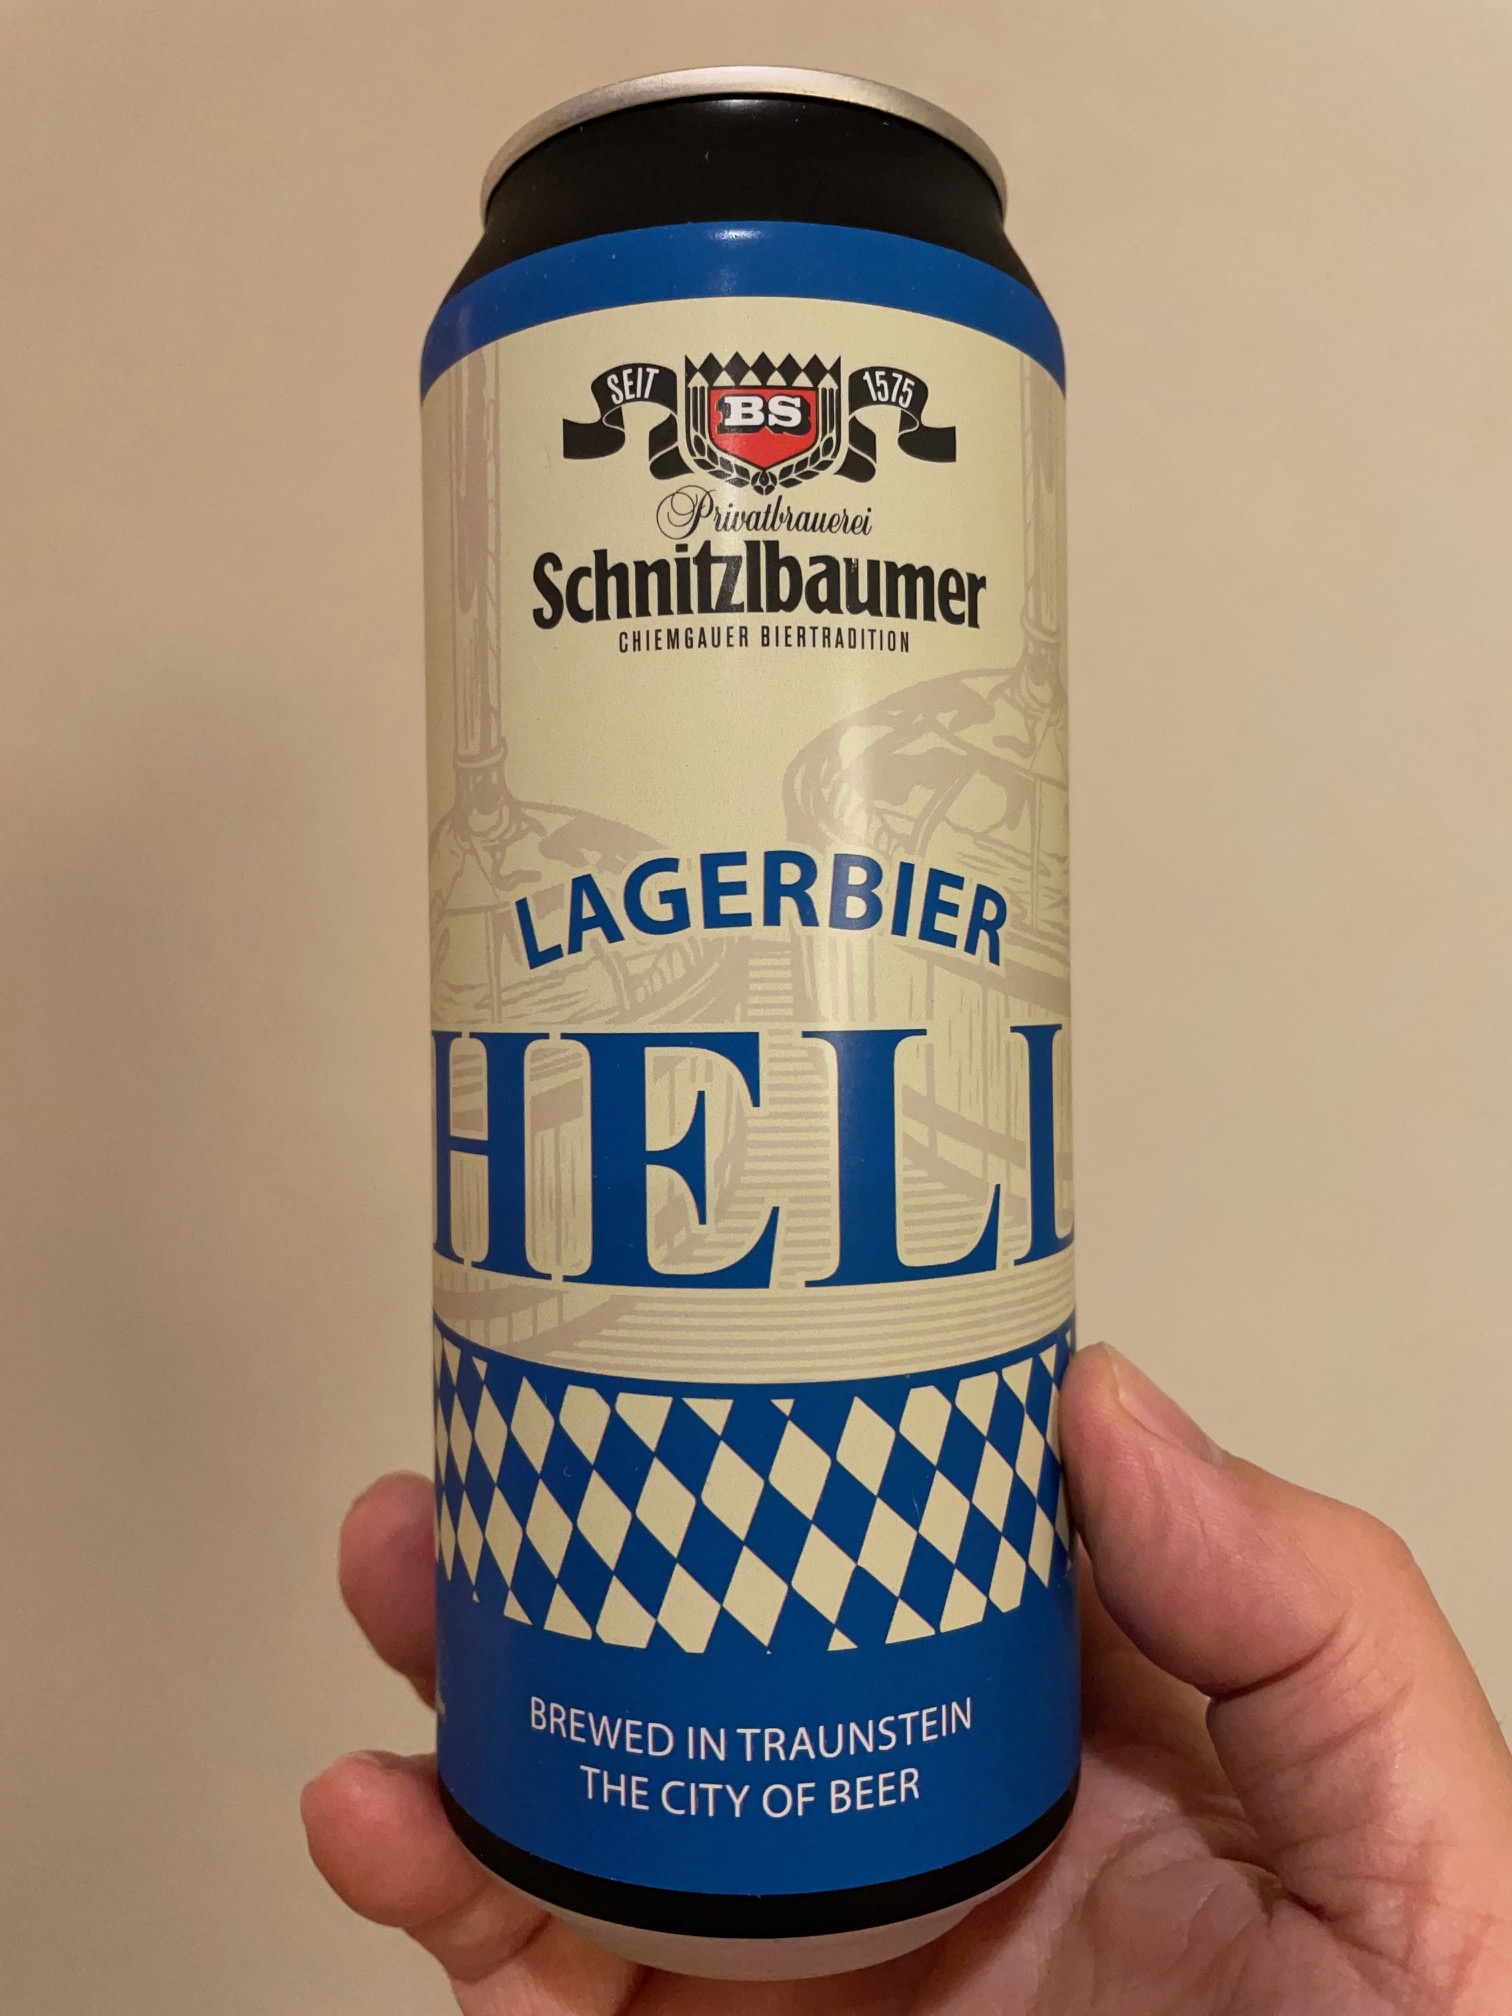 SEIT BS 1575
Privatbrauerei
Schnitzlbaumer
CHIEMGAUER BIERTRADITION
LAGERBIER
HELL
BREWED IN TRAUNSTEIN
THE CITY OF BEER